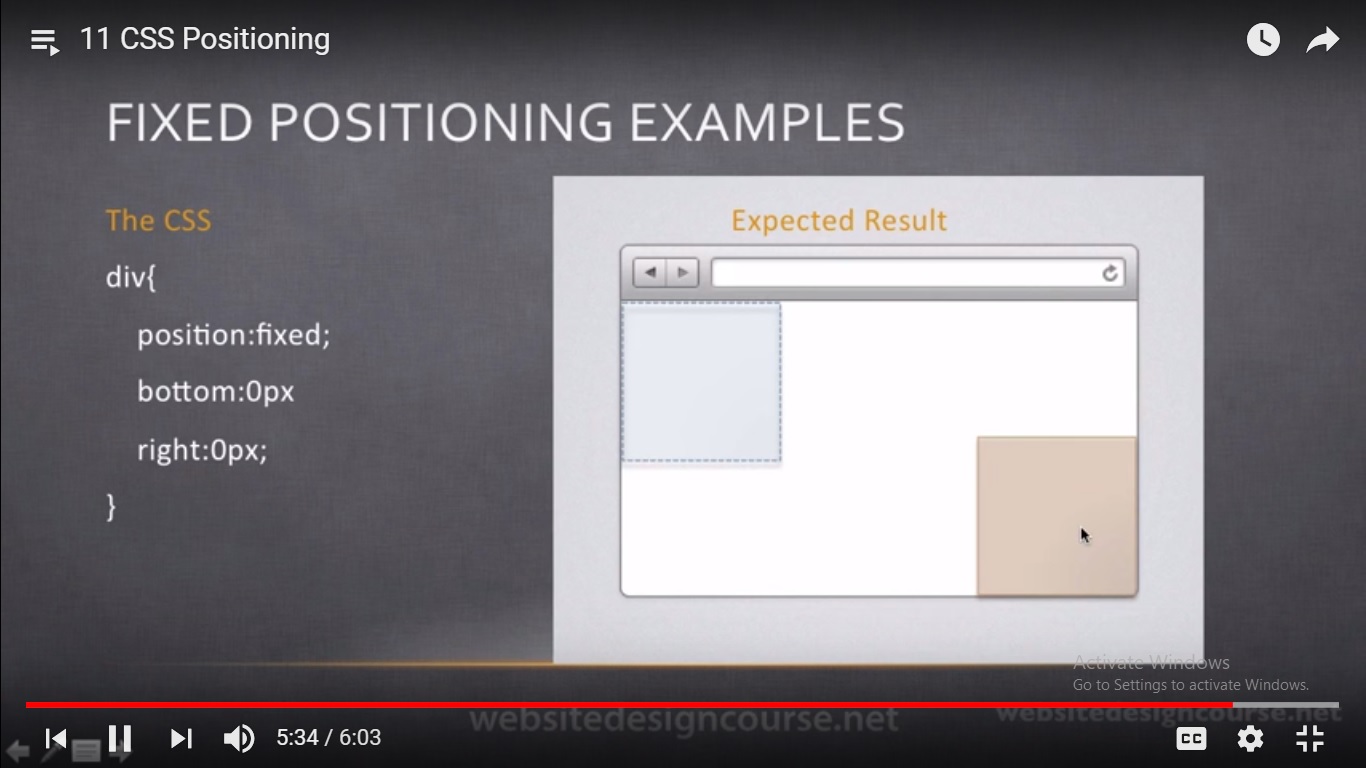 11 CSS Positioning
FIXED POSITIONING EXAMPLES
The CSS
div{
position:fixed;
bottom:0px
right:0px;
}
Expected Result
Activate Windows
Go to Settings to activate Windows.
websitedesigncourse.net
websitedesigncourse.net
5:34 / 6:03
CC